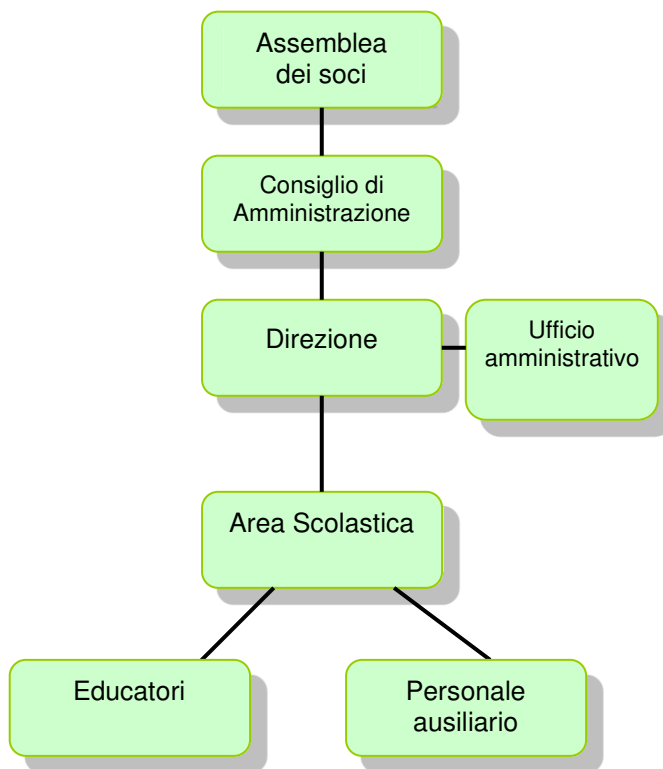 Assemblea
dei soci
Consiglio di
Amministrazione
Direzione
Ufficio
amministrativo
Area Scolastica
Educatori
Personale
ausiliario